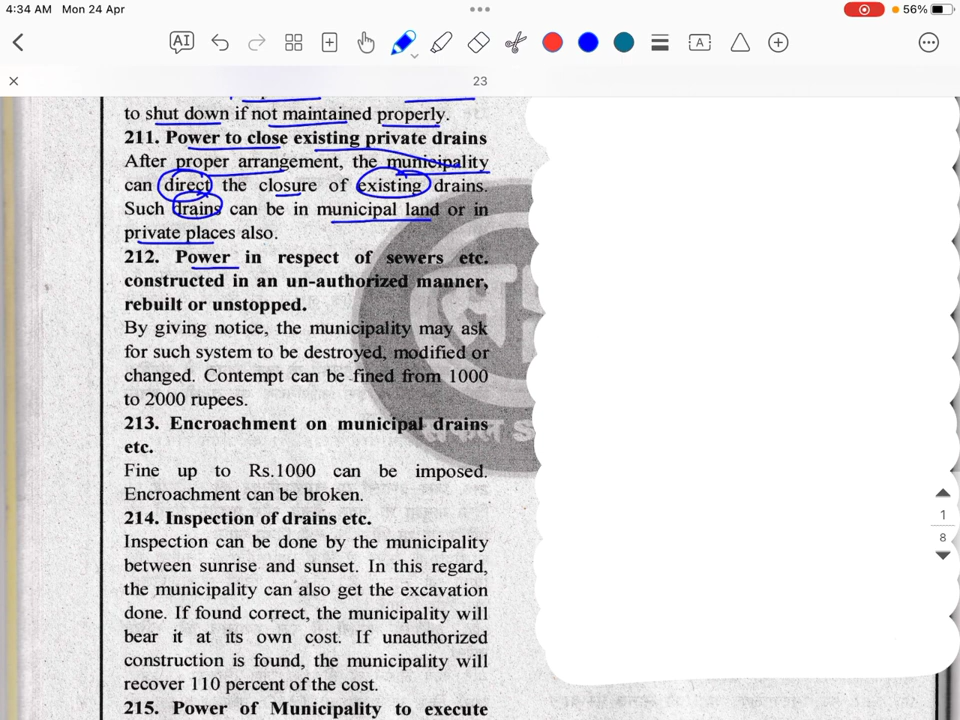 4:34 AM Mon 24 Apr
56%
AI
A
23
to shut down if not maintained properly.
211. Power to close existing private drains
After proper arrangement, the municipality
can direct the closure of existing drains.
Such drains can be in municipal land or in
private places also.
212. Power in respect of sewers etc.
constructed in an un-authorized manner,
rebuilt or unstopped.
By giving notice, the municipality may ask
for such system to be destroyed, modified or
changed. Contempt can be fined from 1000
to 2000 rupees.
213. Encroachment on municipal drains
etc.
Fine up to Rs.1000 can be imposed.
Encroachment can be broken.
214. Inspection of drains etc.
Inspection can be done by the municipality
between sunrise and sunset. In this regard,
the municipality can also get the excavation
done. If found correct, the municipality will
bear it at its own cost. If unauthorized
construction is found, the municipality will
recover 110 percent of the cost.
215. Power of Municipality to execute
1
8